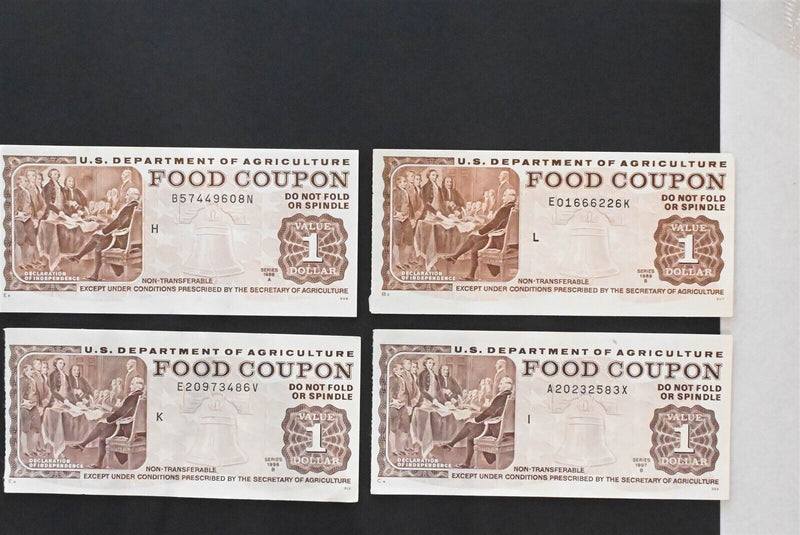 U.S. DEPARTMENT OF AGRICULTURE
FOOD COUPON
B57449608N
DO NOT FOLD
OR SPINDLE
H
VALUE
1
DOLLAR
DECLARATION
OF INDEPENDENCE
SERIES
A
NON-TRANSFERABLE
EXCEPT UNDER CONDITIONS PRESCRIBED BY THE SECRETARY OF AGRICULTURE
U.S. DEPARTMENT OF AGRICULTURE
FOOD COUPON
E01666226K
DO NOT FOLD
OR SPINDLE
L
VALUE
1
DOLLAR
DECLARATION
OF INDEPENDENCE
SERIES
B
NON-TRANSFERABLE
EXCEPT UNDER CONDITIONS PRESCRIBED BY THE SECRETARY OF AGRICULTURE
U.S. DEPARTMENT OF AGRICULTURE
FOOD COUPON
E20973486V
DO NOT FOLD
OR SPINDLE
K
VALUE
1
DOLLAR
DECLARATION
OF INDEPENDENCE
SERIES
B
NON-TRANSFERABLE
EXCEPT UNDER CONDITIONS PRESCRIBED BY THE SECRETARY OF AGRICULTURE
U.S. DEPARTMENT OF AGRICULTURE
FOOD COUPON
A20232583X
DO NOT FOLD
OR SPINDLE
I
VALUE
1
DOLLAR
DECLARATION
OF INDEPENDENCE
SERIES
1997
NON-TRANSFERABLE
EXCEPT UNDER CONDITIONS PRESCRIBED BY THE SECRETARY OF AGRICULTURE